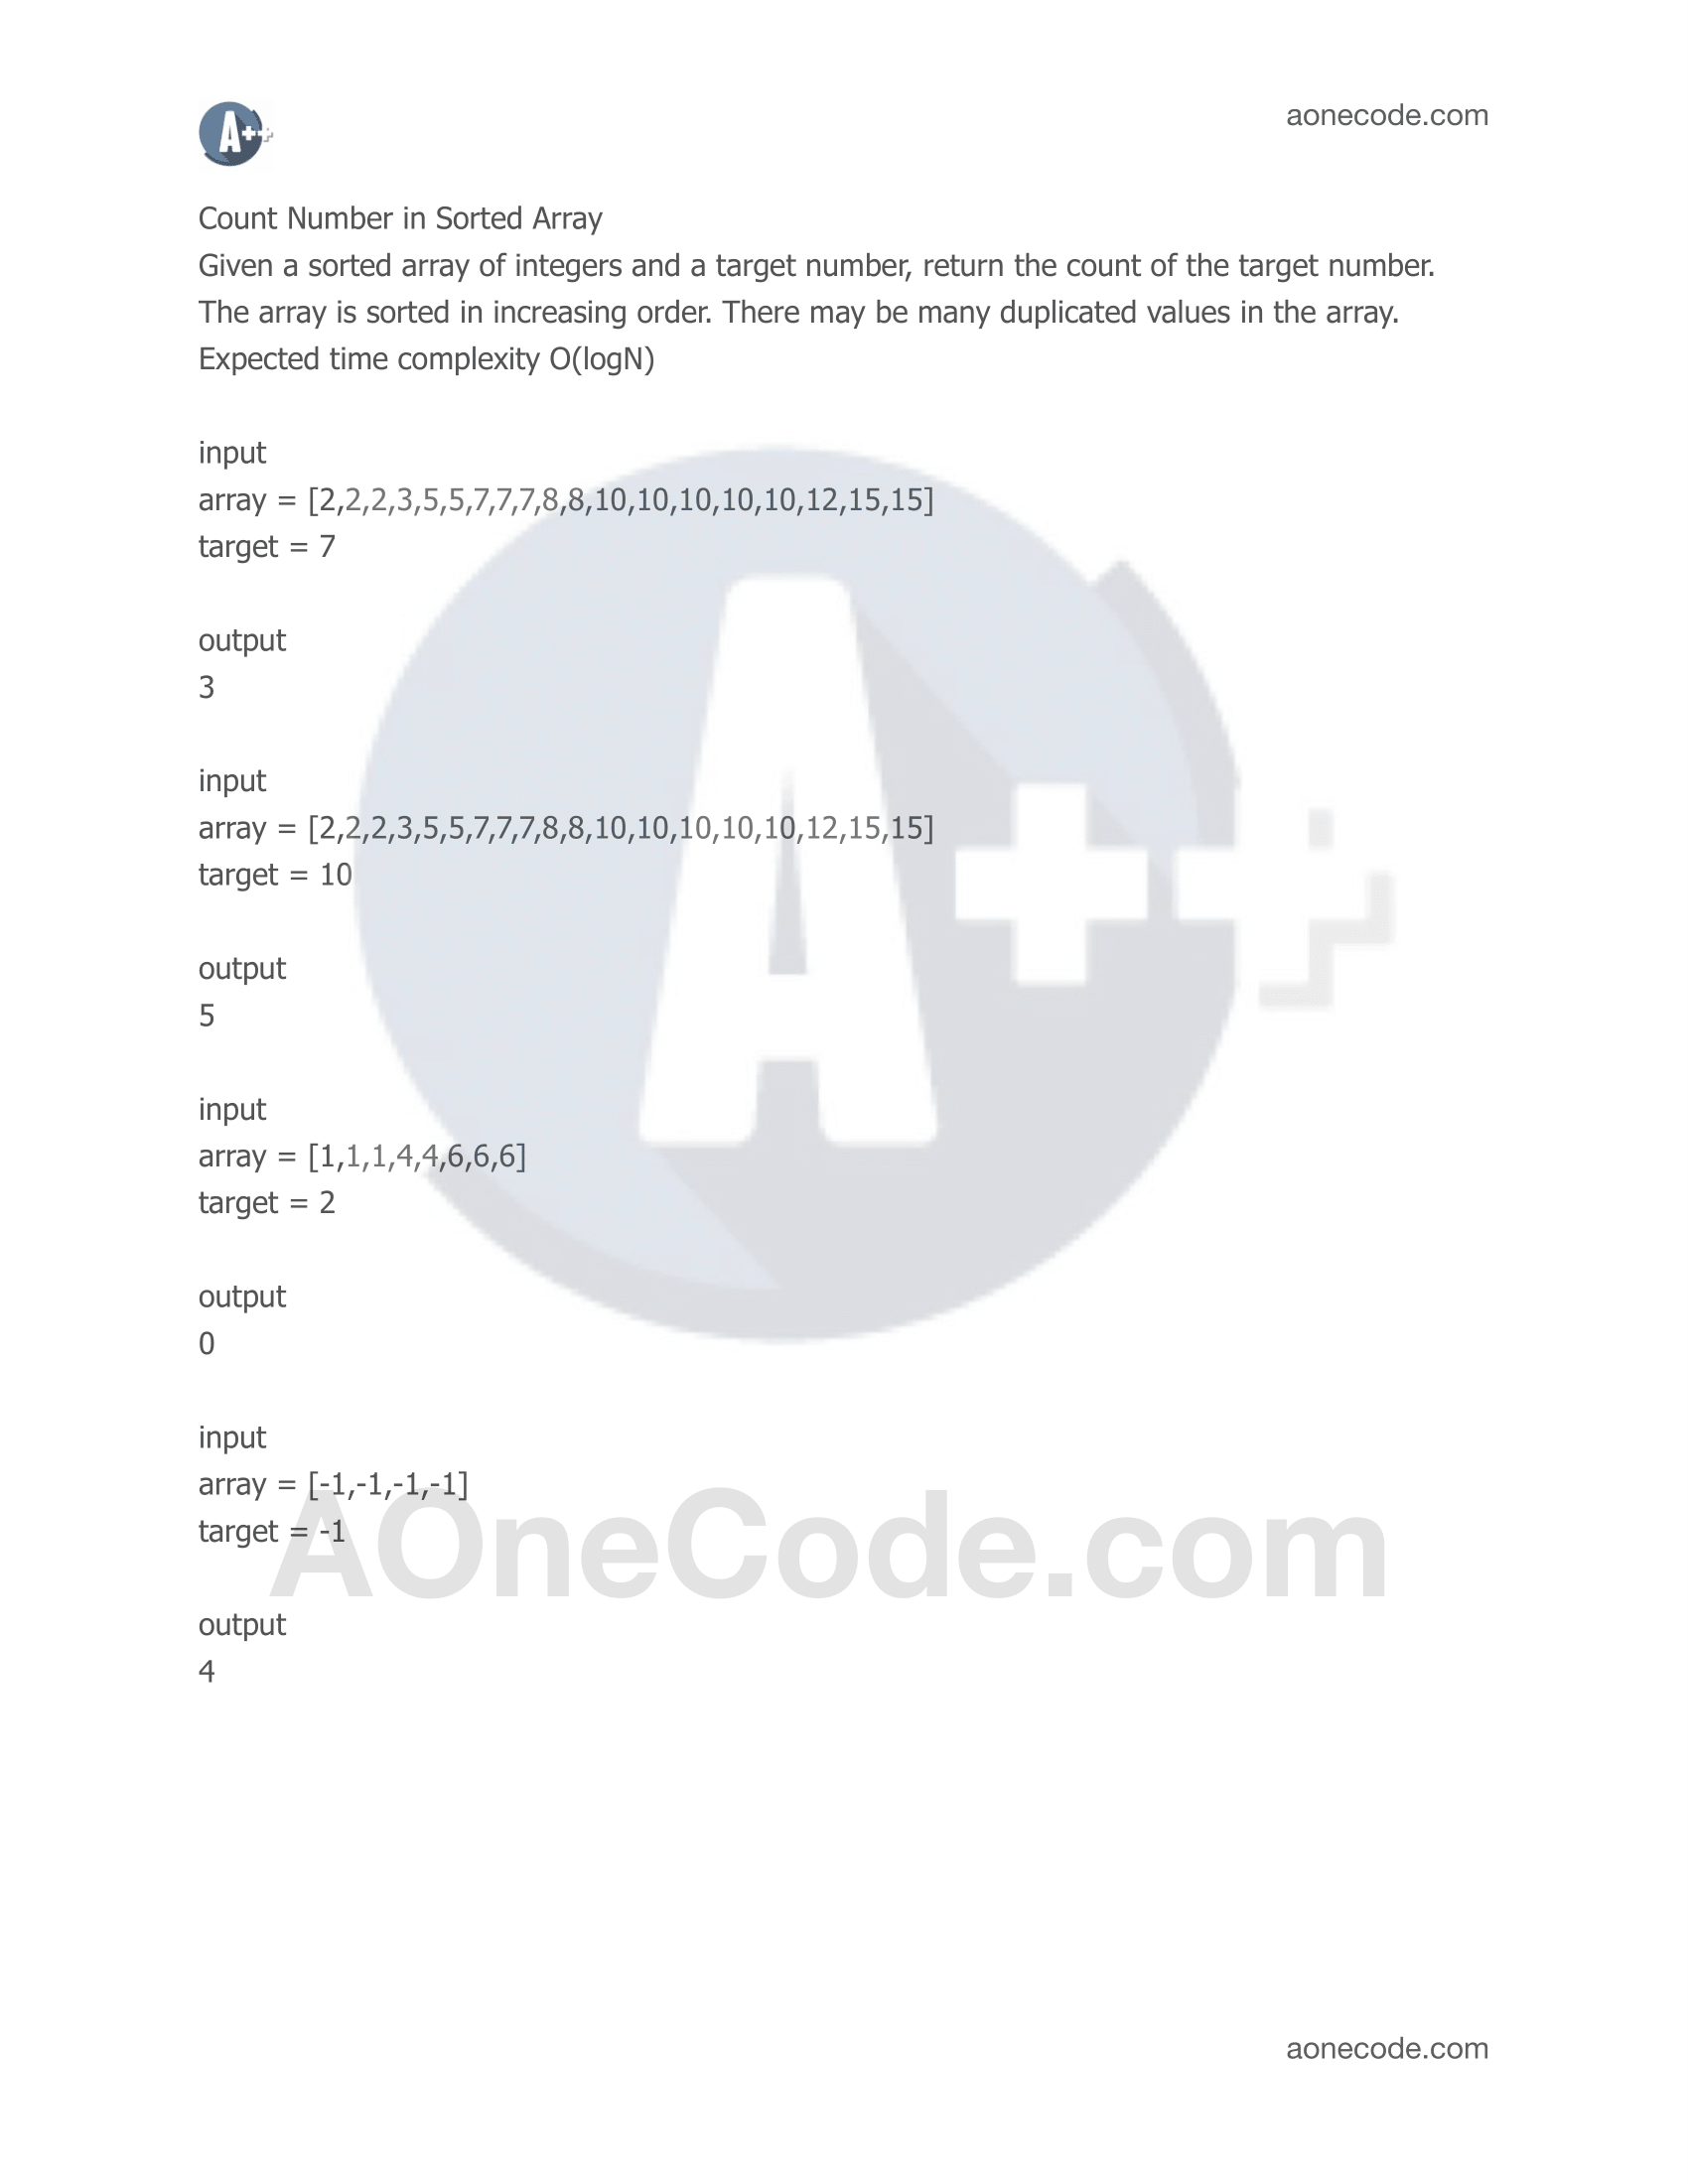 A++
aonecode.com
Count Number in Sorted Array
Given a sorted array of integers and a target number, return the count of the target number.
The array is sorted in increasing order. There may be many duplicated values in the array.
Expected time complexity O(logN)
input
array = [2,2,2,3,5,5,7,7,7,8,8,10,10,10,10,10,12,15,15]
target = 7
output
3
input
array = [2,2,2,3,5,5,7,7,7,8,8,10,10,10,10,10,12,15,15]
target = 10
output
5
input
array = [1,1,1,4,4,6,6,6]
target = 2
output
0
input
array = [-1,-1,-1,-1]
target = -1
output
4
A++
AOneCode.com
aonecode.com